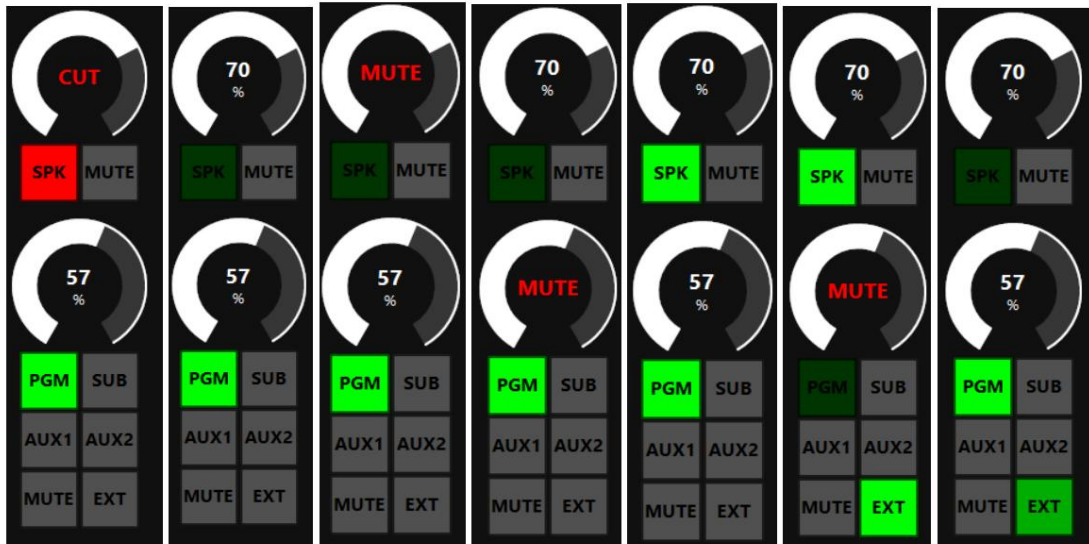 CUT
SPK MUTE
57
%
PGM SUB
AUX1 AUX2
MUTE EXT
70
%
SPK MUTE
57
%
PGM SUB
AUX1 AUX2
MUTE EXT
MUTE
SPK MUTE
57
%
PGM SUB
AUX1 AUX2
MUTE EXT
70
%
SPK MUTE
MUTE
PGM SUB
AUX1 AUX2
MUTE EXT
70
%
SPK MUTE
57
%
PGM SUB
AUX1 AUX2
MUTE EXT
70
%
SPK MUTE
MUTE
PGM SUB
AUX1 AUX2
MUTE EXT
70
%
SPK MUTE
57
%
PGM SUB
AUX1 AUX2
MUTE EXT